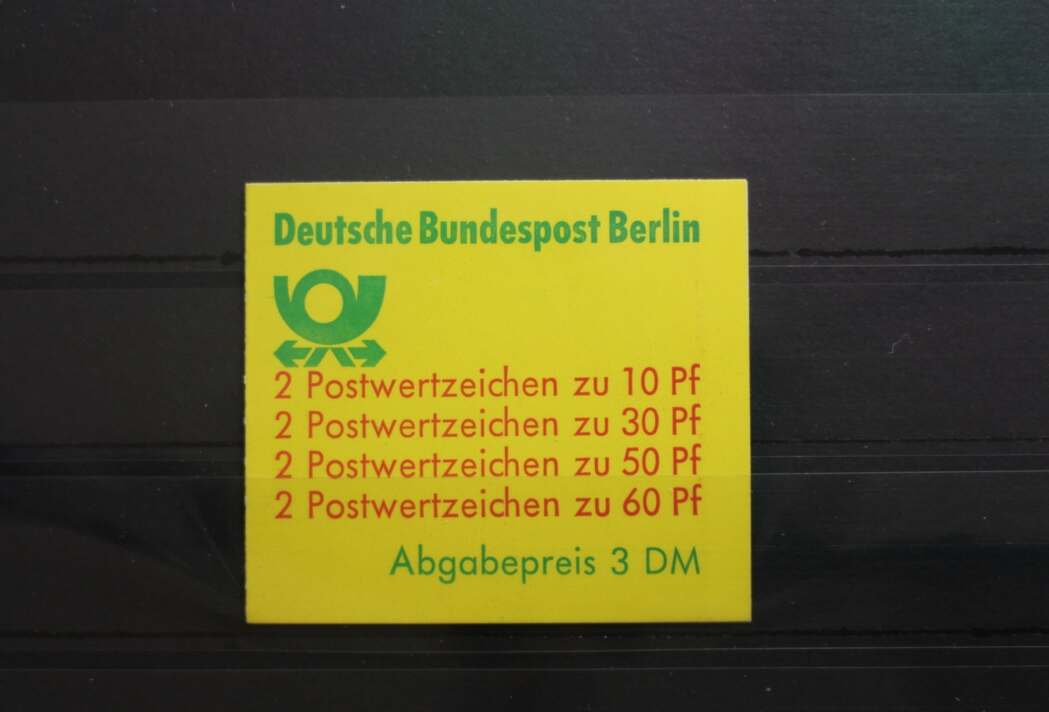 Deutsche Bundespost Berlin
2 Postwertzeichen zu 10 Pf
2 Postwertzeichen zu 30 Pf
2 Postwertzeichen zu 50 Pf
2 Postwertzeichen zu 60 Pf
Abgabepreis 3 DM